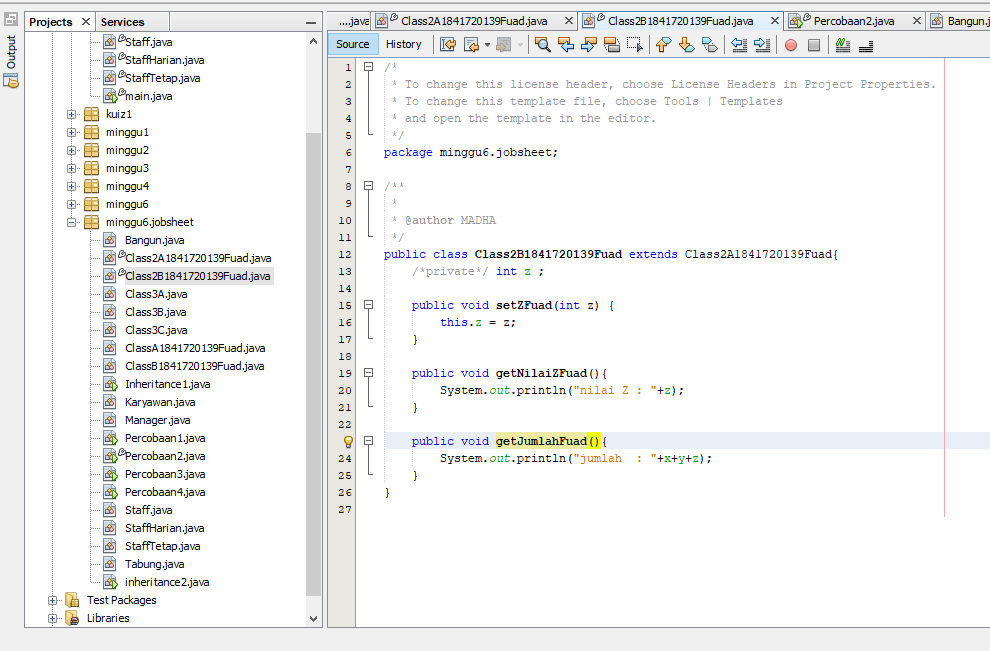 Output
Projects
Services
Staff.java
StaffHarian.java
StaffTetap.java
main.java
kuiz1
minggu1
minggu2
minggu3
minggu4
minggu6
minggu6.jobsheet
Bangun.java
Class2A1841720139Fuad.java
Class2B1841720139Fuad.java
Class3A.java
Class3B.java
Class3C.java
ClassA1841720139Fuad.java
ClassB1841720139Fuad.java
Inheritance1.java
Karyawan.java
Manager.java
Percobaan1.java
Percobaan2.java
Percobaan3.java
Percobaan4.java
Staff.java
StaffHarian.java
StaffTetap.java
Tabung.java
inheritance2.java
Test Packages
Libraries
....java Class2A1841720139Fuad.java Class2B1841720139Fuad.java Percobaan2.java Bangun.j
Source History
1 /*
2 * To change this license header, choose License Headers in Project Properties.
3 * To change this template file, choose Tools | Templates
4 * and open the template in the editor.
5 */
6 package minggu6.jobsheet;
7
8 /**
9 *
10 * @author MADHA
11 */
12 public class Class2B1841720139Fuad extends Class2A1841720139Fuad{
13 /*private*/ int z ;
14
15 public void setZFuad(int z) {
16 this.z = z;
17 }
18
19 public void getNilaiZFuad(){
20 System.out.println("nilai Z : "+z);
21 }
22
public void getJumlahFuad(){
24 System.out.println("jumlah  : "+x+y+z);
25 }
26 }
27